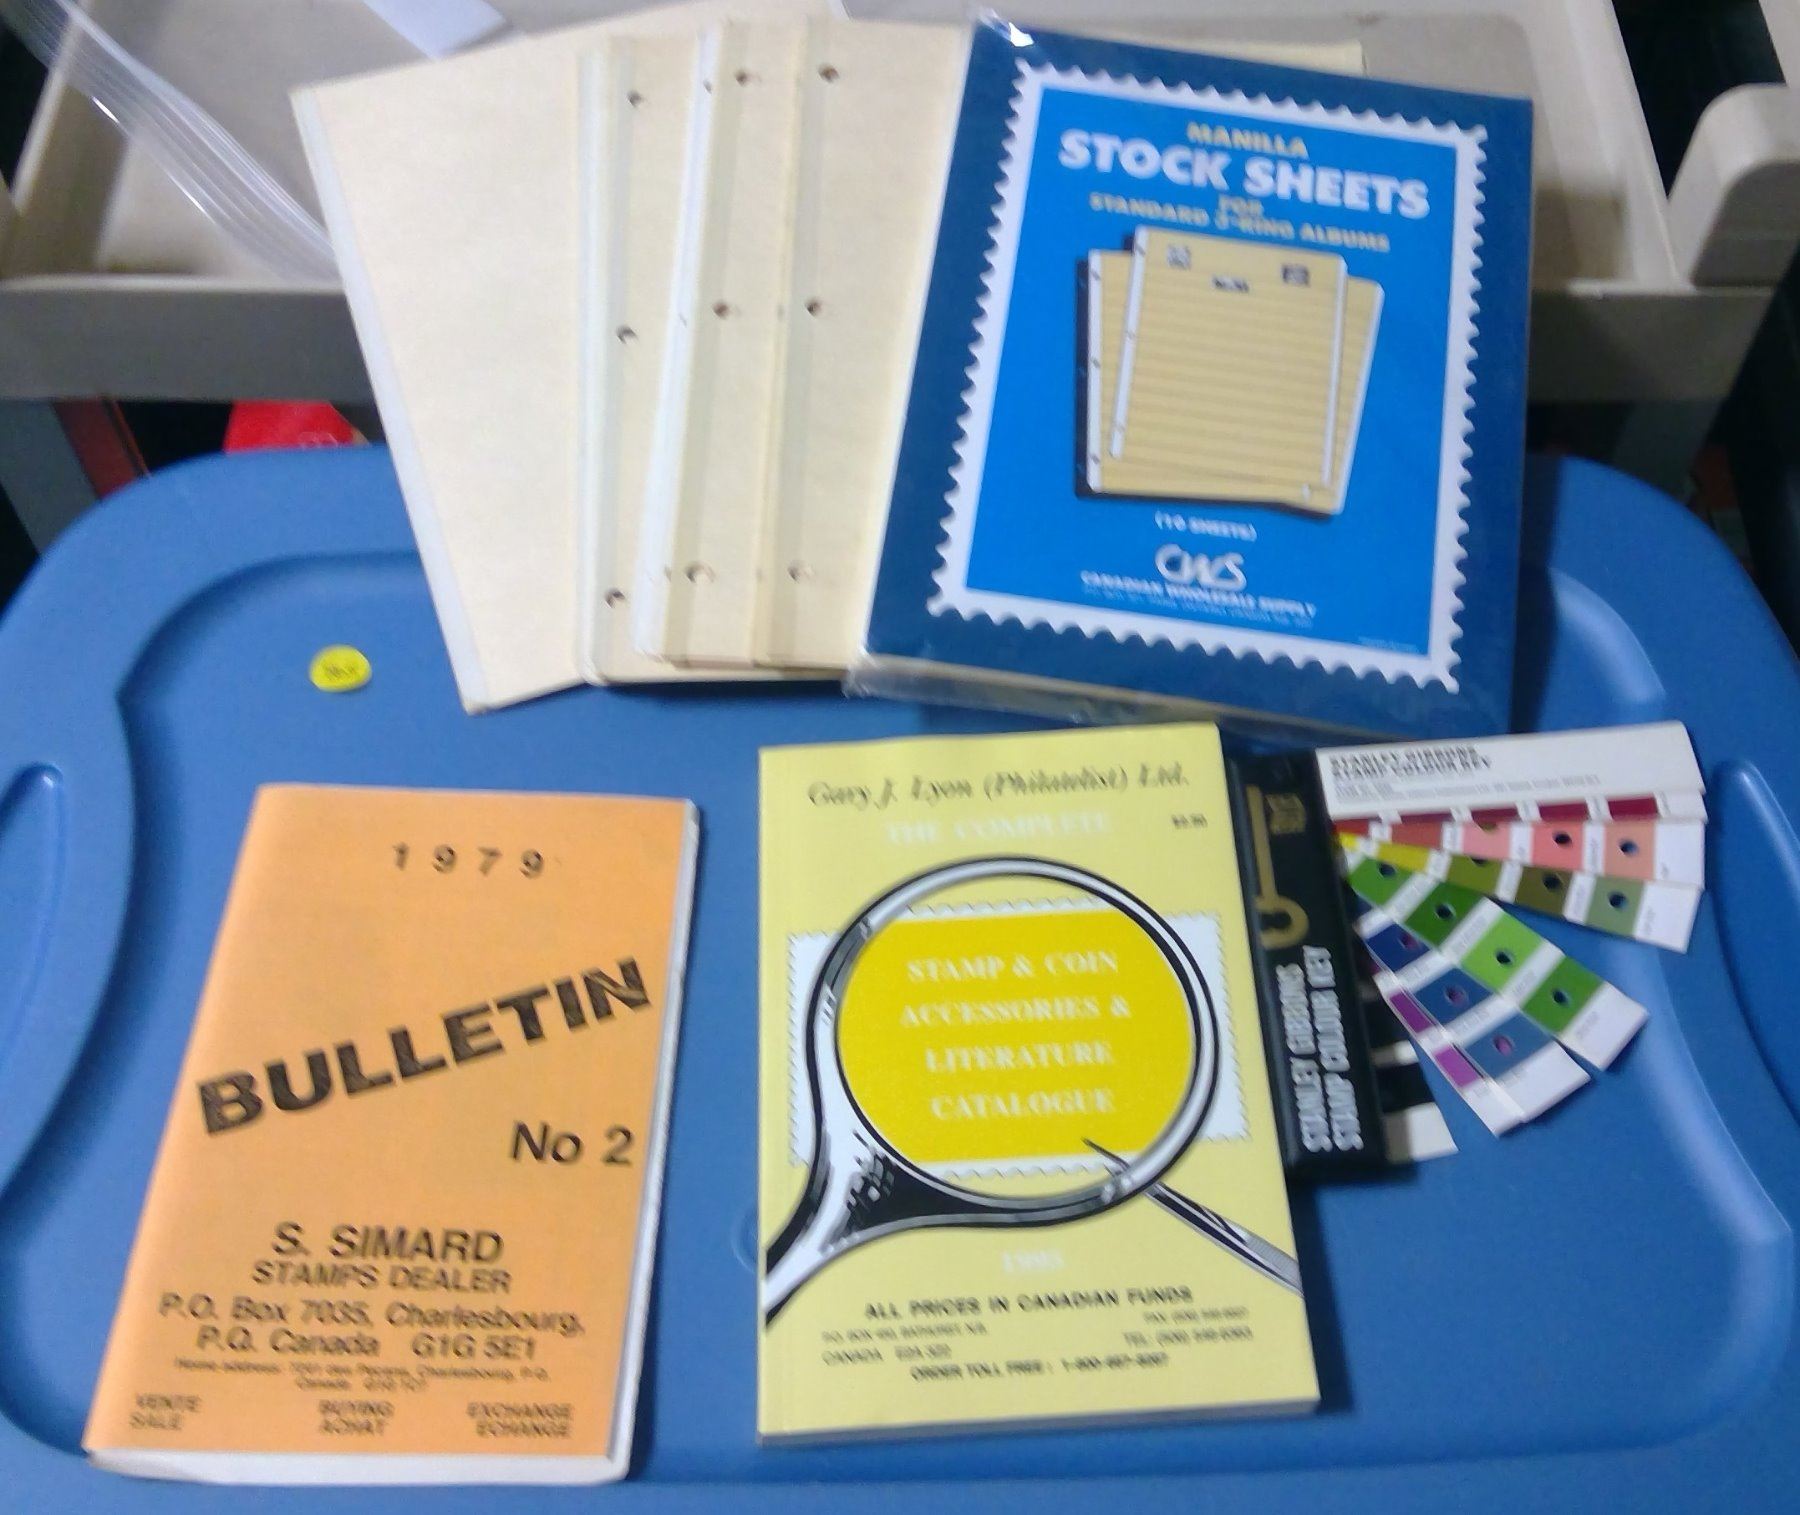 MANILLA
STOCK SHEETS
FOR
STANDARD 3-RING ALBUMS
(10 SHEETS)
CWS
CANADIAN WHOLESALE SUPPLY
1979
BULLETIN
No 2
S. SIMARD
STAMPS DEALER
P.O. Box 7035, Charlesbourg,
P.Q. Canada G1G 5E1
VENTE BUYING EXCHANGE
SALE ACHAT ECHANGE
Gary J. Lyon (Philatelist) Ltd.
THE COMPLETE
STAMP & COIN
ACCESSORIES &
LITERATURE
CATALOGUE
ALL PRICES IN CANADIAN FUNDS
CANADA
ORDER TOLL FREE :
STANLEY GIBBONS
STAMP COLOUR KEY
STANLEY GIBBONS
STAMP COLOUR KEY